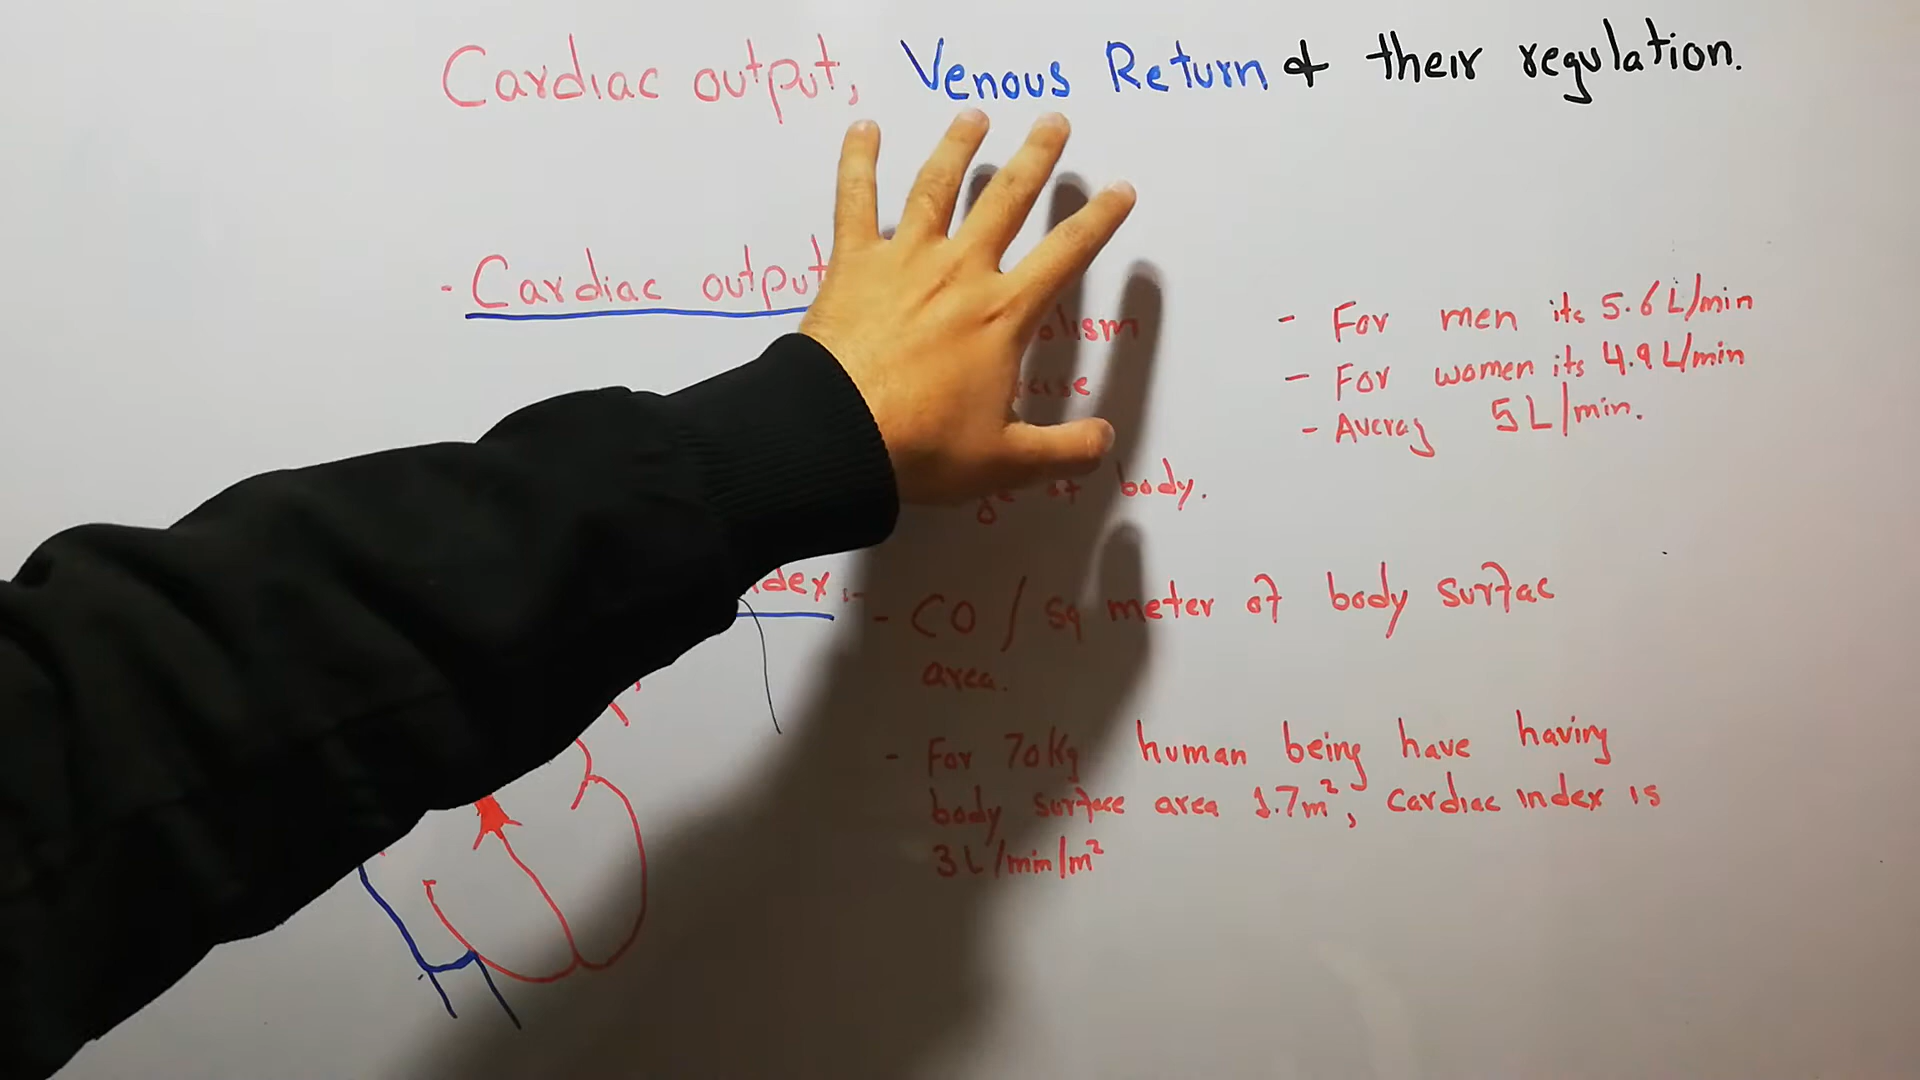 Cardiac output, Venous Return & their regulation.
- Cardiac output
- For men its 5.6 L/min
- For women its 4.9 L/min
- Averag 5 L/min.
of body.
- CO / sq meter of body surfac
area.
- For 70Kg human being have having
body surface area 1.7m², cardiac index is
3 L/min/m²